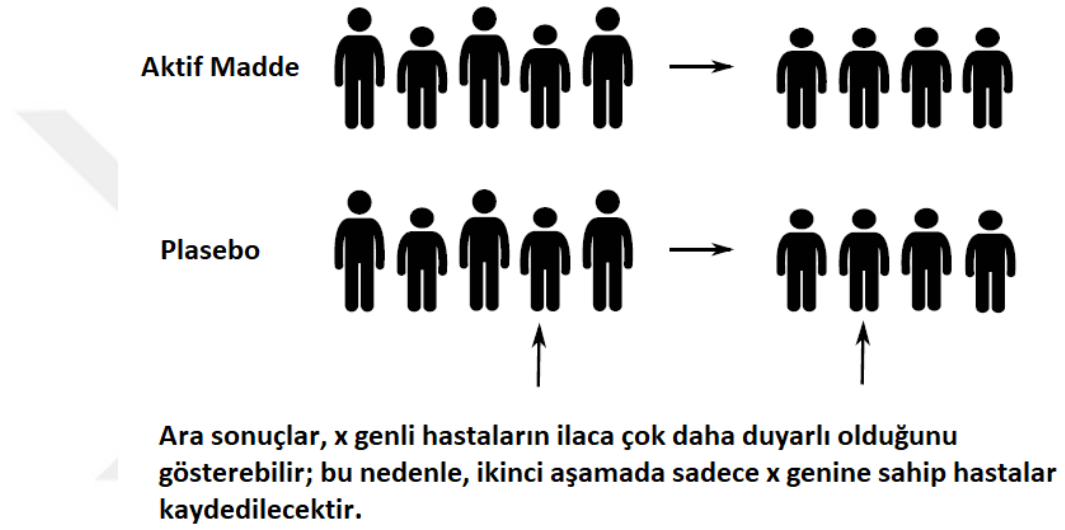 Aktif Madde
Plasebo
Ara sonuçlar, x genli hastaların ilaca çok daha duyarlı olduğunu
gösterebilir; bu nedenle, ikinci aşamada sadece x genine sahip hastalar
kaydedilecektir.